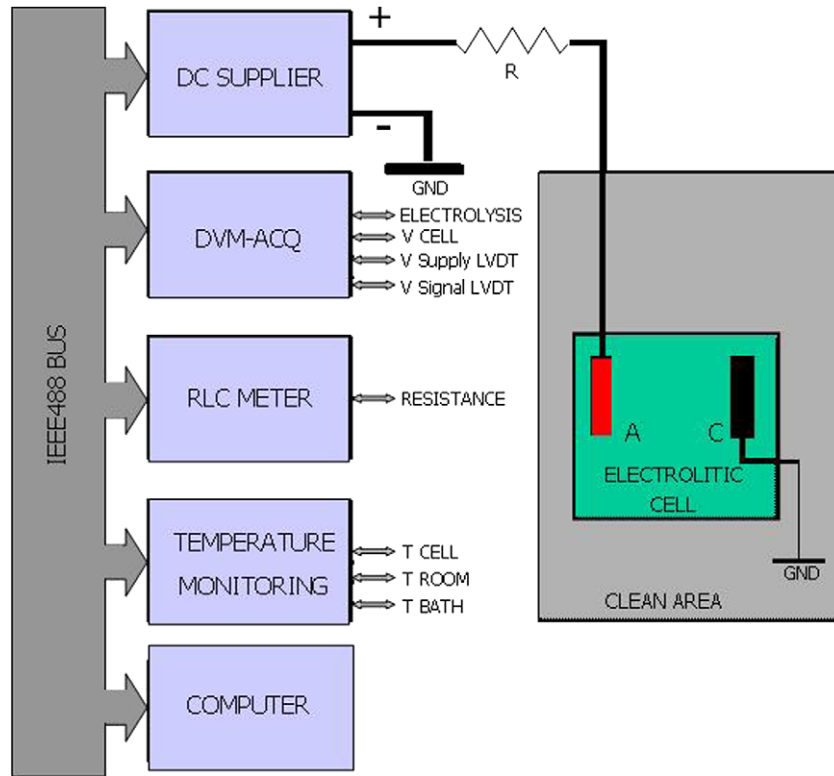 +
DC SUPPLIER
R
-
GND
DVM-ACQ
ELECTROLYSIS
V CELL
V Supply LVDT
V Signal LVDT
IEEE488 BUS
RLC METER
RESISTANCE
A
C
ELECTROLITIC
CELL
GND
CLEAN AREA
TEMPERATURE
MONITORING
T CELL
T ROOM
T BATH
COMPUTER